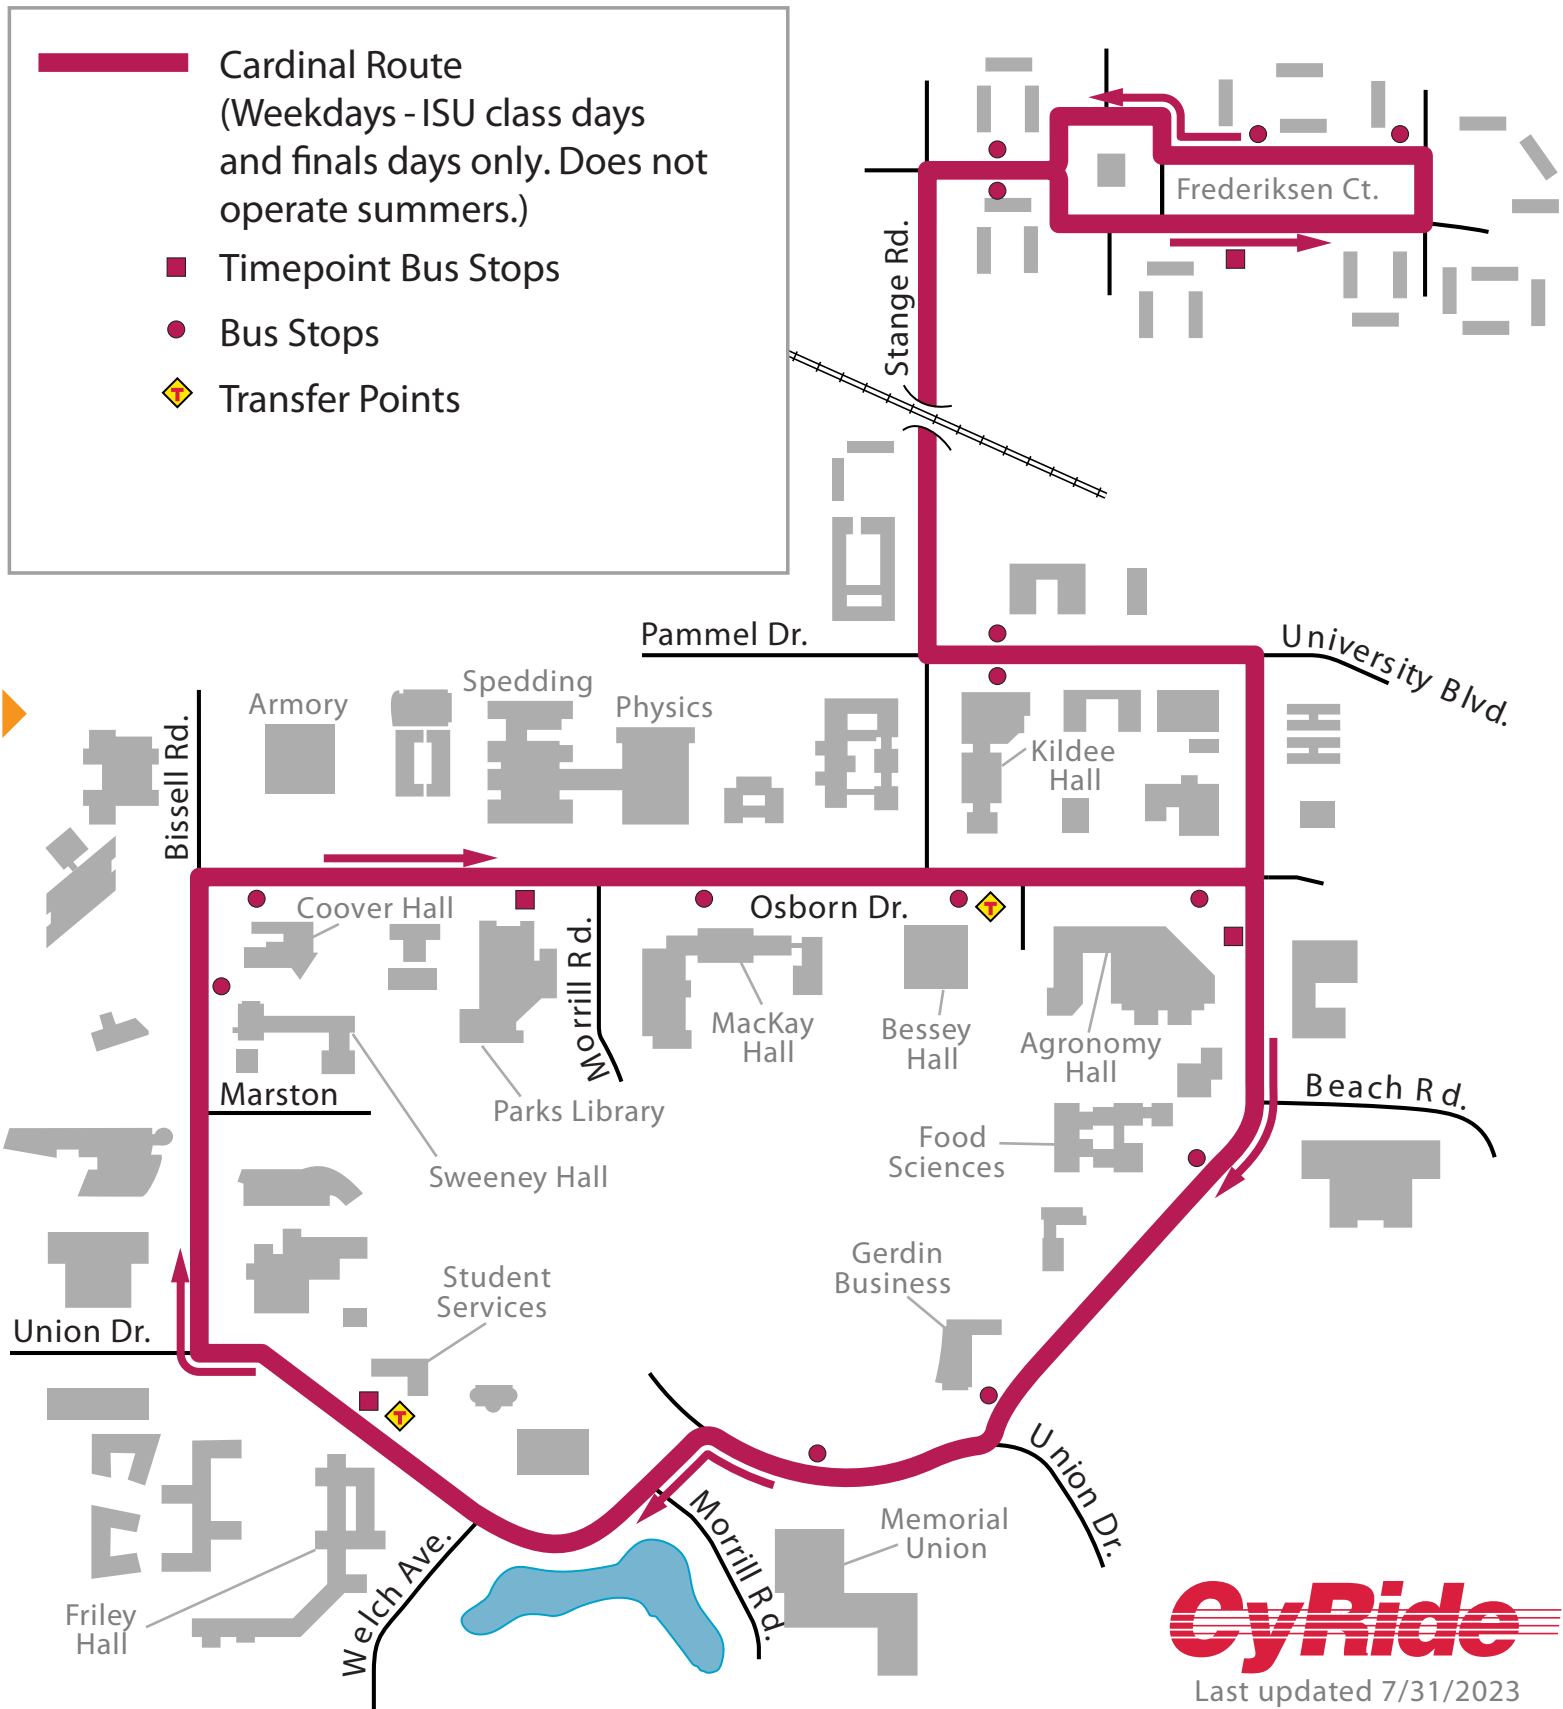 Cardinal Route
(Weekdays - ISU class days
and finals days only. Does not
operate summers.)
Timepoint Bus Stops
Bus Stops
T
Transfer Points
Frederiksen Ct.
Stange Rd.
Pammel Dr.
University Blvd.
Armory
Spedding
Physics
Bissell Rd.
Kildee
Hall
Coover Hall
Osborn Dr.
T
Morrill Rd.
MacKay
Hall
Bessey
Hall
Agronomy
Hall
Marston
Parks Library
Beach Rd.
Sweeney Hall
Food
Sciences
Gerdin
Business
Student
Services
Union Dr.
T
Union Dr.
Morrill Rd.
Memorial
Union
Welch Ave.
Friley
Hall
CyRide
Last updated 7/31/2023